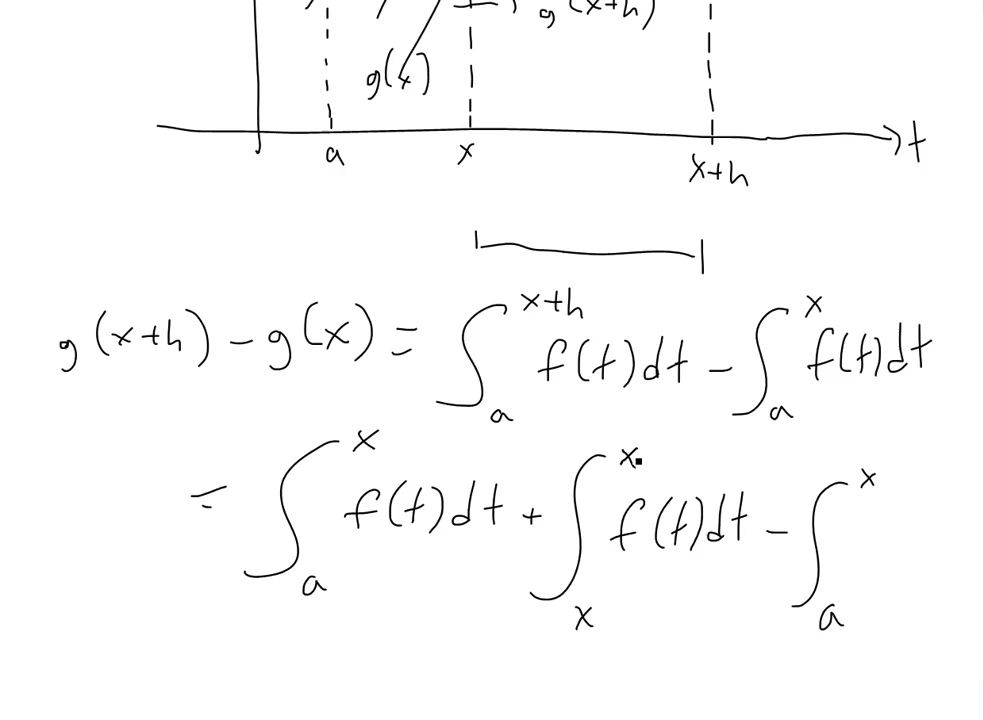 g(x+h)
g(x)
a x x+h t
g(x+h) - g(x) = ∫_a^{x+h} f(t)dt - ∫_a^x f(t)dt
= ∫_a^x f(t)dt + ∫_x^x f(t)dt - ∫_a^x